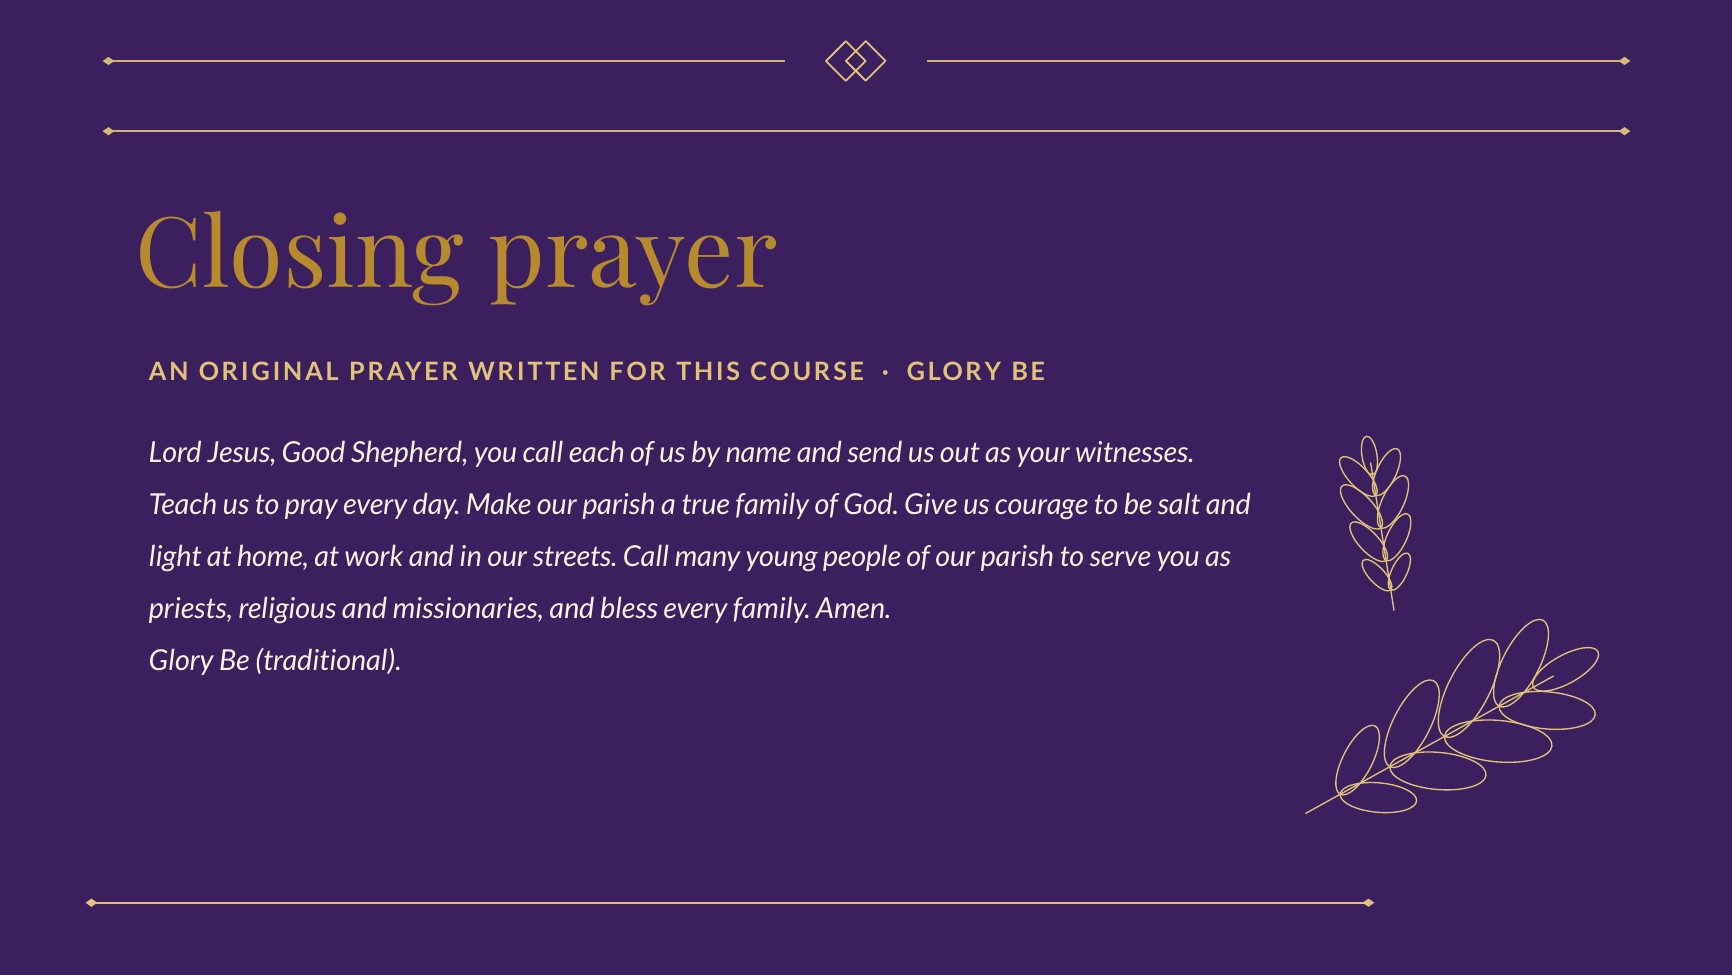 Closing prayer
AN ORIGINAL PRAYER WRITTEN FOR THIS COURSE · GLORY BE
Lord Jesus, Good Shepherd, you call each of us by name and send us out as your witnesses.
Teach us to pray every day. Make our parish a true family of God. Give us courage to be salt and
light at home, at work and in our streets. Call many young people of our parish to serve you as
priests, religious and missionaries, and bless every family. Amen.
Glory Be (traditional).